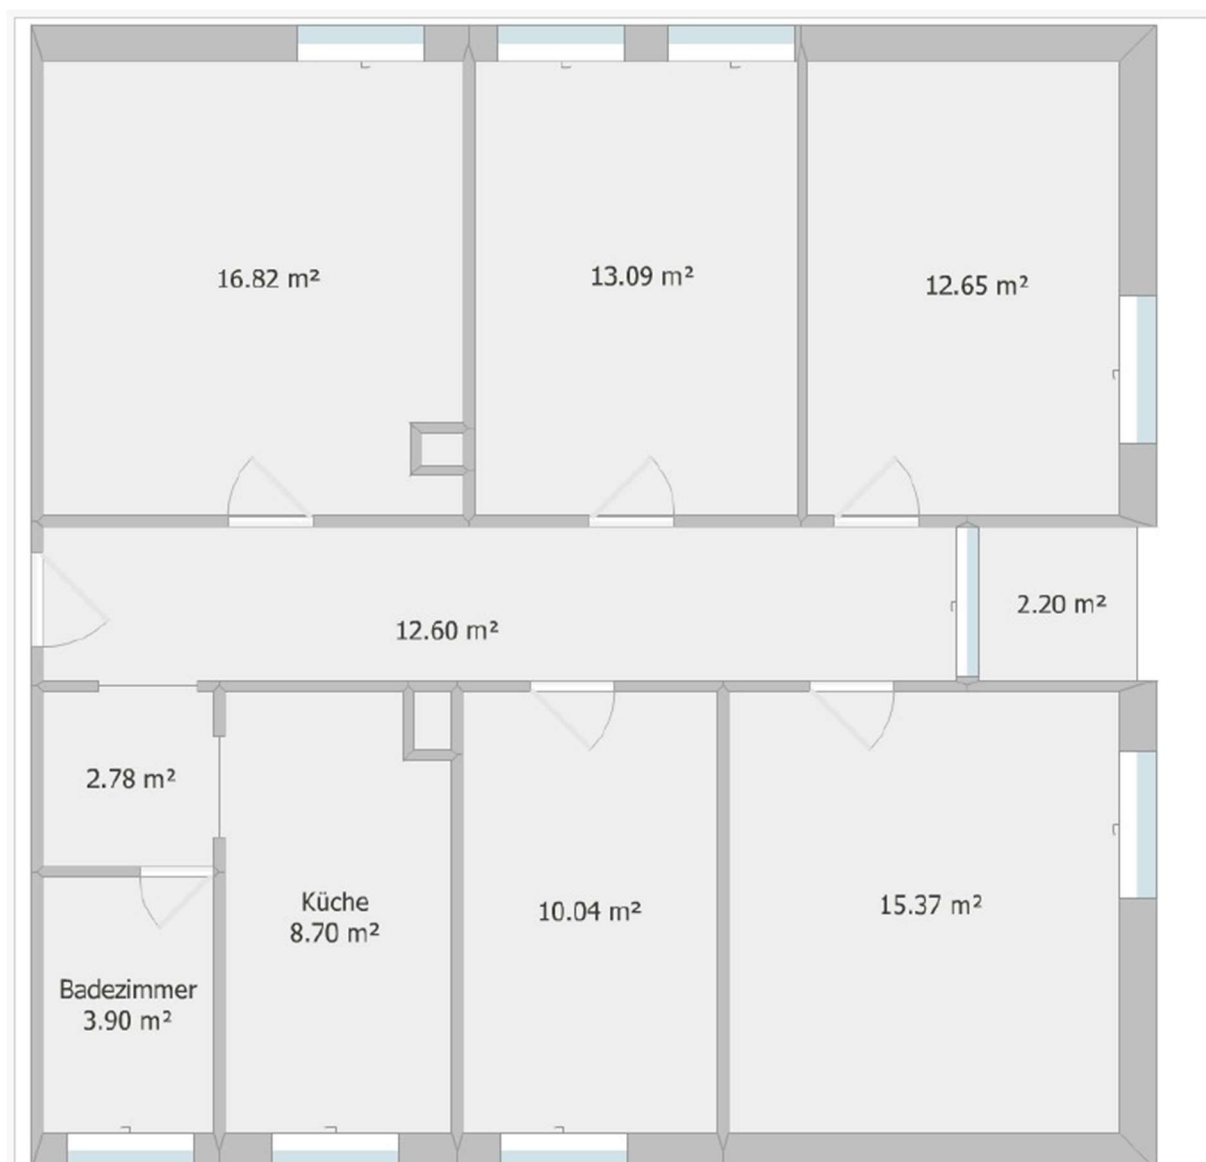 16.82 m²
13.09 m²
12.65 m²
12.60 m²
2.20 m²
2.78 m²
Küche
8.70 m²
10.04 m²
15.37 m²
Badezimmer
3.90 m²